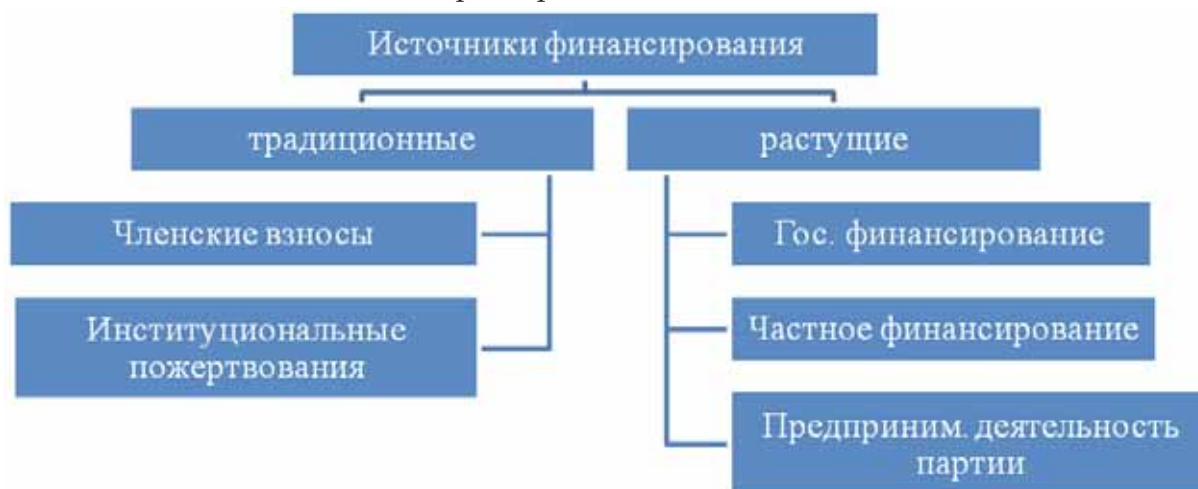 Источники финансирования
традиционные
растущие
Членские взносы
Гос. финансирование
Институциональные
пожертвования
Частное финансирование
Предприним. деятельность
партии